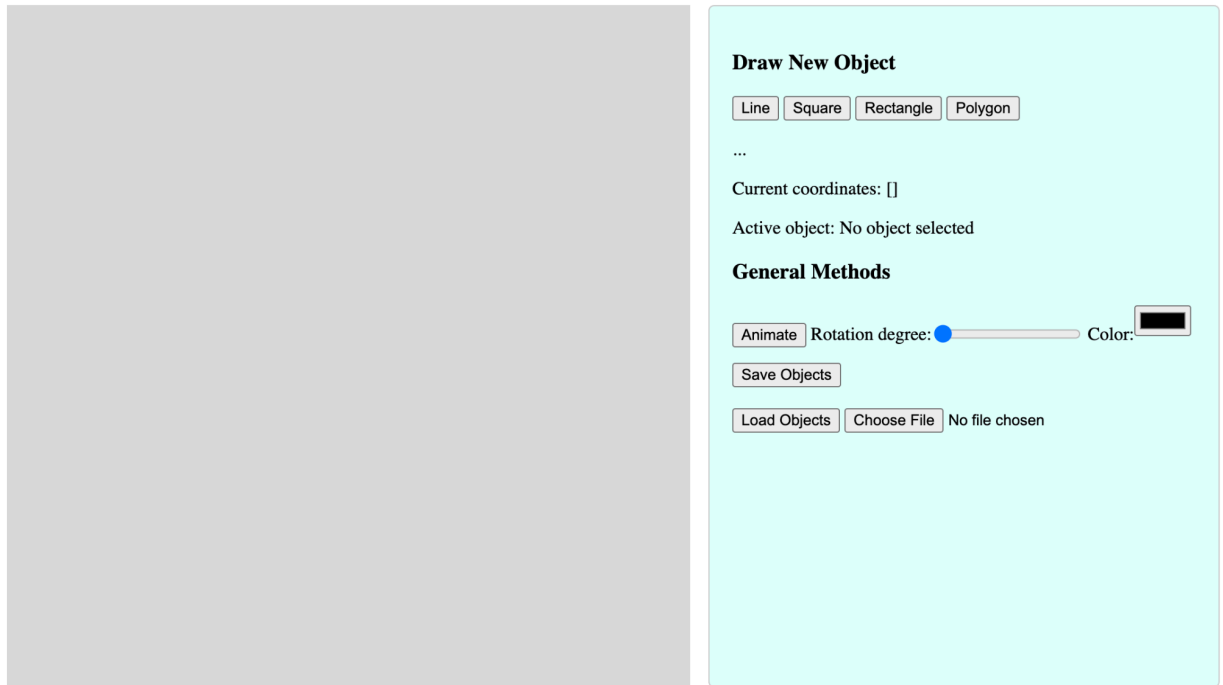 Draw New Object
Line Square Rectangle Polygon
...
Current coordinates: []
Active object: No object selected
General Methods
Animate Rotation degree: Color:
Save Objects
Load Objects Choose File No file chosen